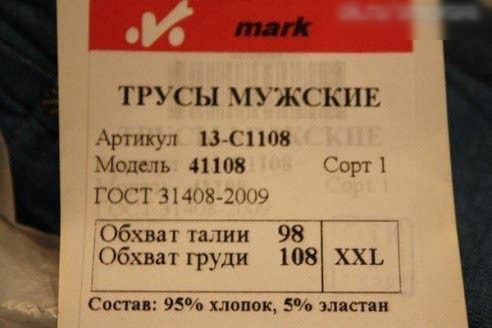 mark
ТРУСЫ МУЖСКИЕ
Артикул 13-С1108
Модель 41108 Сорт 1
ГОСТ 31408-2009
Обхват талии 98
Обхват груди 108 XXL
Состав: 95% хлопок, 5% эластан